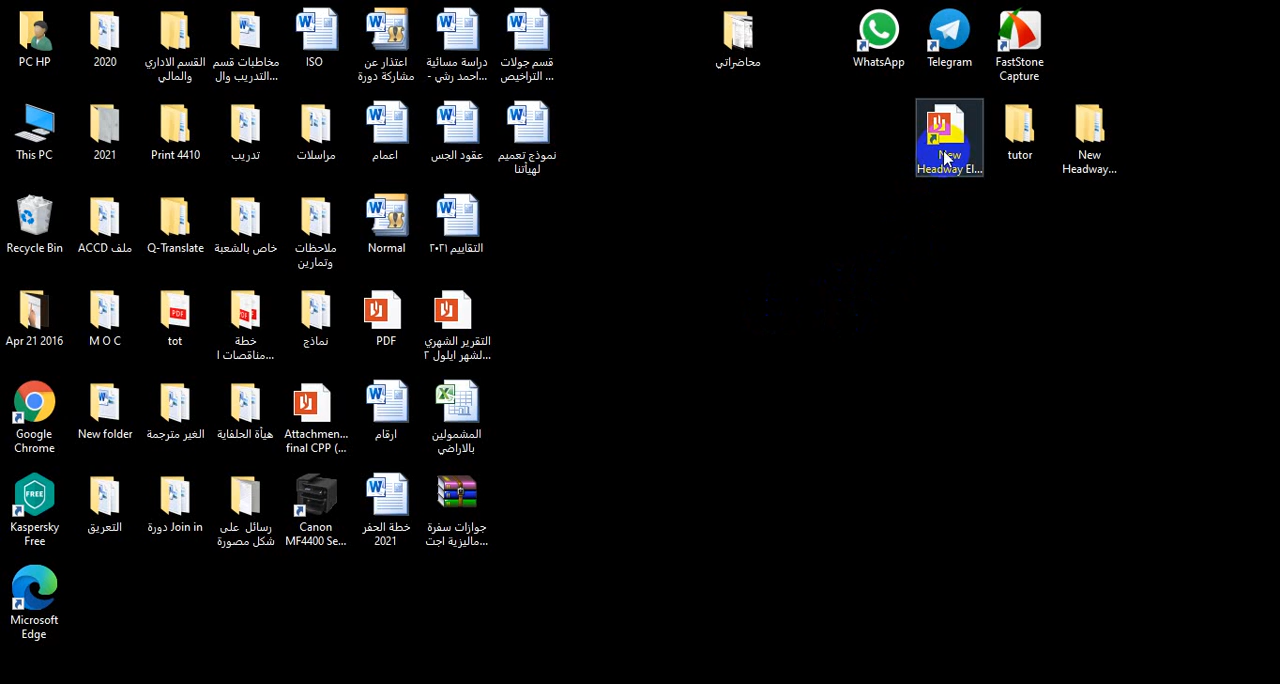 PC HP
2020
القسم الاداري
والمالي
مخاطبات قسم
التدريب وال...
ISO
اعتذار عن
مشاركة دورة
دراسة مسائية
احمد رشي - ...
قسم جولات
التراخيص ...
محاضراتي
WhatsApp
Telegram
FastStone
Capture
This PC
2021
Print 4410
تدريب
مراسلات
اعمام
عقود الجس
نموذج تعميم
لهيأتنا
New
Headway El...
tutor
New
Headway...
Recycle Bin
ملف ACCD
Q-Translate
خاص بالشعبة
ملاحظات
وتمارين
Normal
التقاييم ٢٠٢١
Apr 21 2016
M O C
tot
خطة
مناقصات ا...
نماذج
PDF
التقرير الشهري
لشهر ايلول ٢...
Google
Chrome
New folder
الغير مترجمة
هيأة الحلفاية
Attachmen...
final CPP (...
ارقام
المشمولين
بالاراضي
FREE
Kaspersky
Free
التعريق
دورة Join in
رسائل على
شكل مصورة
Canon
MF4400 Se...
خطة الحفر
2021
جوازات سفرة
ماليزية اجت...
Microsoft
Edge